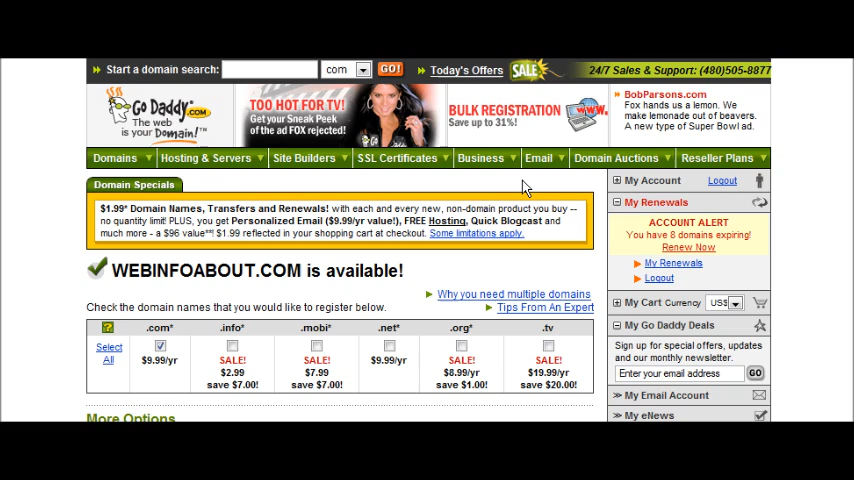 Start a domain search:
com
GO!
Today's Offers
SALE
24/7 Sales & Support: (480)505-8877
Go Daddy.COM
The web
is your Domain!™
TOO HOT FOR TV!
Get your Sneak Peek
of the ad FOX rejected!
BULK REGISTRATION
Save up to 31%!
WWW.
BobParsons.com
Fox hands us a lemon. We
make lemonade out of beavers.
A new type of Super Bowl ad.
Domains
Hosting & Servers
Site Builders
SSL Certificates
Business
Email
Domain Auctions
Reseller Plans
Domain Specials
$1.99* Domain Names, Transfers and Renewals! with each and every new, non-domain product you buy --
no quantity limit! PLUS, you get Personalized Email ($9.99/yr value!), FREE Hosting, Quick Blogcast and
much more - a $96 value**! $1.99 reflected in your shopping cart at checkout. Some limitations apply.
WEBINFOABOUT.COM is available!
Why you need multiple domains
Check the domain names that you would like to register below.
Tips From An Expert
? .com* .info* .mobi* .net* .org* .tv
Select
All
$9.99/yr
SALE!
$2.99
save $7.00!
SALE!
$7.99
save $7.00!
$9.99/yr
SALE!
$8.99/yr
save $1.00!
SALE!
$19.99/yr
save $20.00!
More Options
My Account
Logout
My Renewals
ACCOUNT ALERT
You have 8 domains expiring!
Renew Now
My Renewals
Logout
My Cart Currency US$
My Go Daddy Deals
Sign up for special offers, updates
and our monthly newsletter.
Enter your email address
GO
My Email Account
My eNews